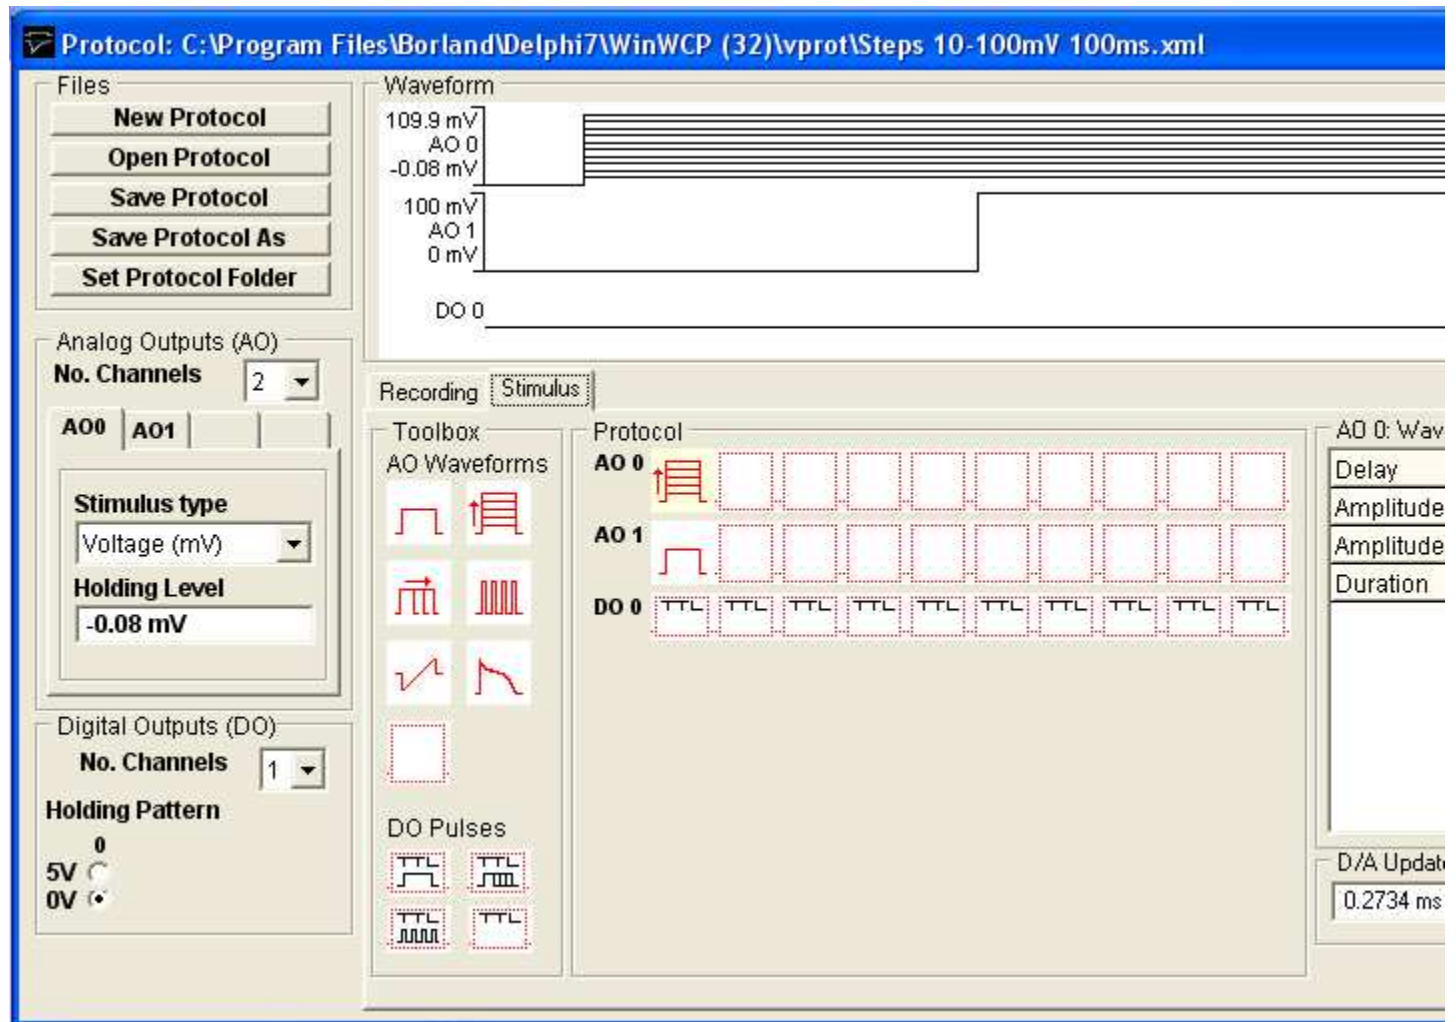 Protocol: C:\Program Files\Borland\Delphi7\WinWCP (32)\vprot\Steps 10-100mV 100ms.xml
Files
New Protocol
Open Protocol
Save Protocol
Save Protocol As
Set Protocol Folder
Analog Outputs (AO)
No. Channels 2
AO0 AO1
Stimulus type
Voltage (mV)
Holding Level
-0.08 mV
Digital Outputs (DO)
No. Channels 1
Holding Pattern
0
5V
0V
Waveform
109.9 mV
AO 0
-0.08 mV
100 mV
AO 1
0 mV
DO 0
Recording Stimulus
Toolbox
AO Waveforms
DO Pulses
TTL TTL
TTL TTL
Protocol
AO 0
AO 1
DO 0 TTL TTL TTL TTL TTL TTL TTL TTL TTL TTL
AO 0: Wav
Delay
Amplitude
Amplitude
Duration
D/A Updat
0.2734 ms